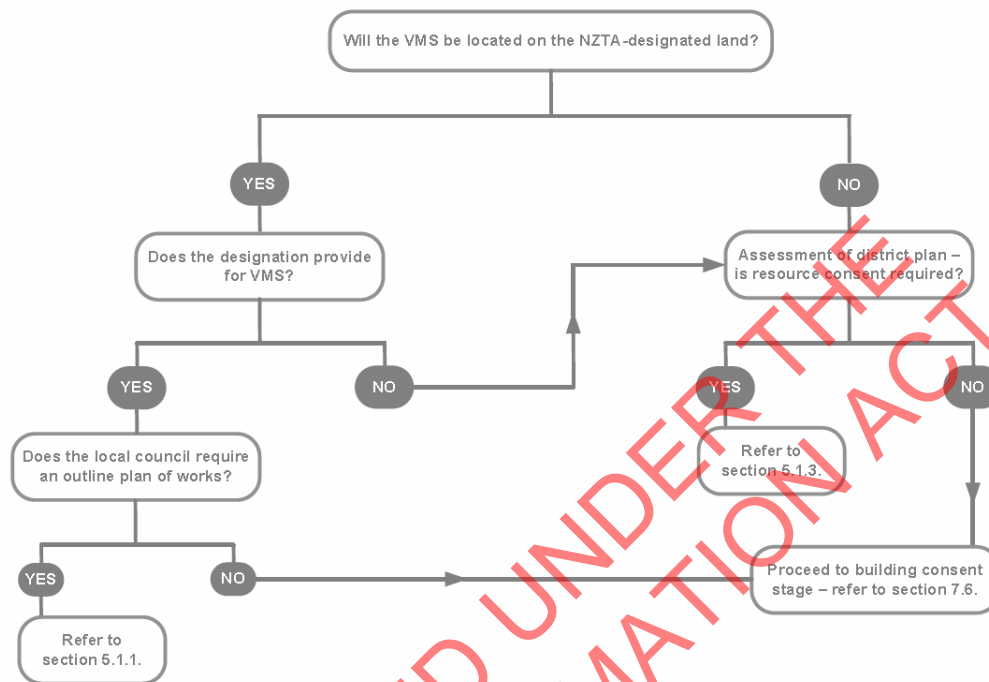 Will the VMS be located on the NZTA-designated land?
YES
NO
Does the designation provide
for VMS?
Assessment of district plan –
is resource consent required?
YES
NO
YES
NO
Does the local council require
an outline plan of works?
Refer to
section 5.1.3.
YES
NO
Proceed to building consent
stage – refer to section 7.6.
Refer to
section 5.1.1.
UNDER THE
ACT